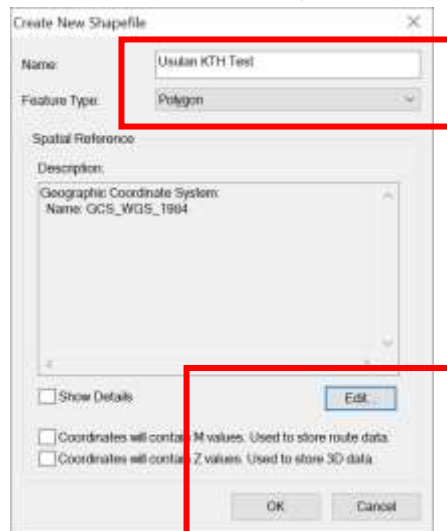 Create New Shapefile
Name: Usulan KTH Test
Feature Type: Polygon
Spatial Reference
Description:
Geographic Coordinate System:
Name: GCS_WGS_1984
Show Details
Edit...
Coordinates will contain M values. Used to store route data.
Coordinates will contain Z values. Used to store 3D data.
OK Cancel